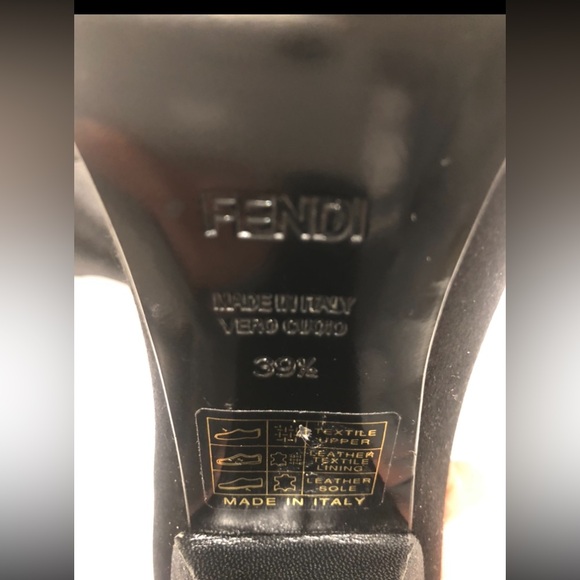 FENDI
MADE IN ITALY
VERO CUOIO
39½
TEXTILE
UPPER
LEATHER
TEXTILE
LINING
LEATHER
SOLE
MADE IN ITALY